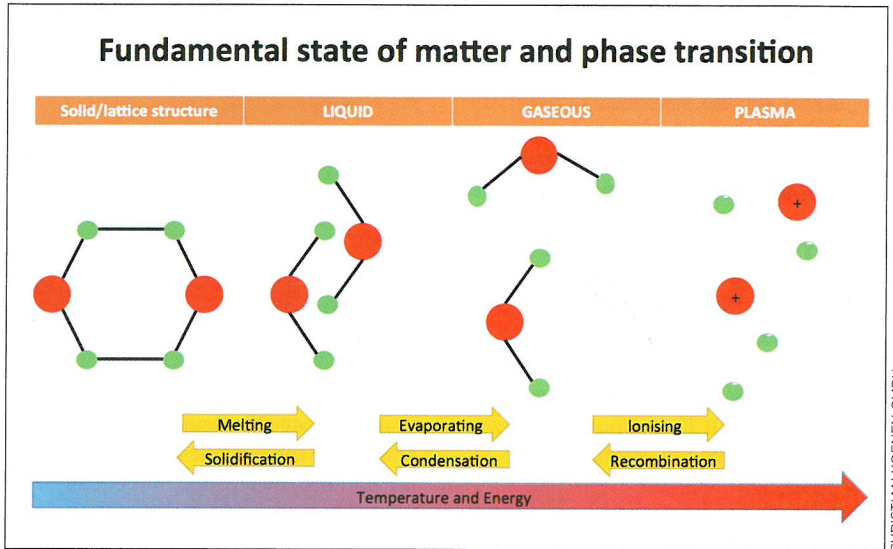 Fundamental state of matter and phase transition
Solid/lattice structure
LIQUID
GASEOUS
PLASMA
+
+
Melting
Evaporating
Ionising
Solidification
Condensation
Recombination
Temperature and Energy